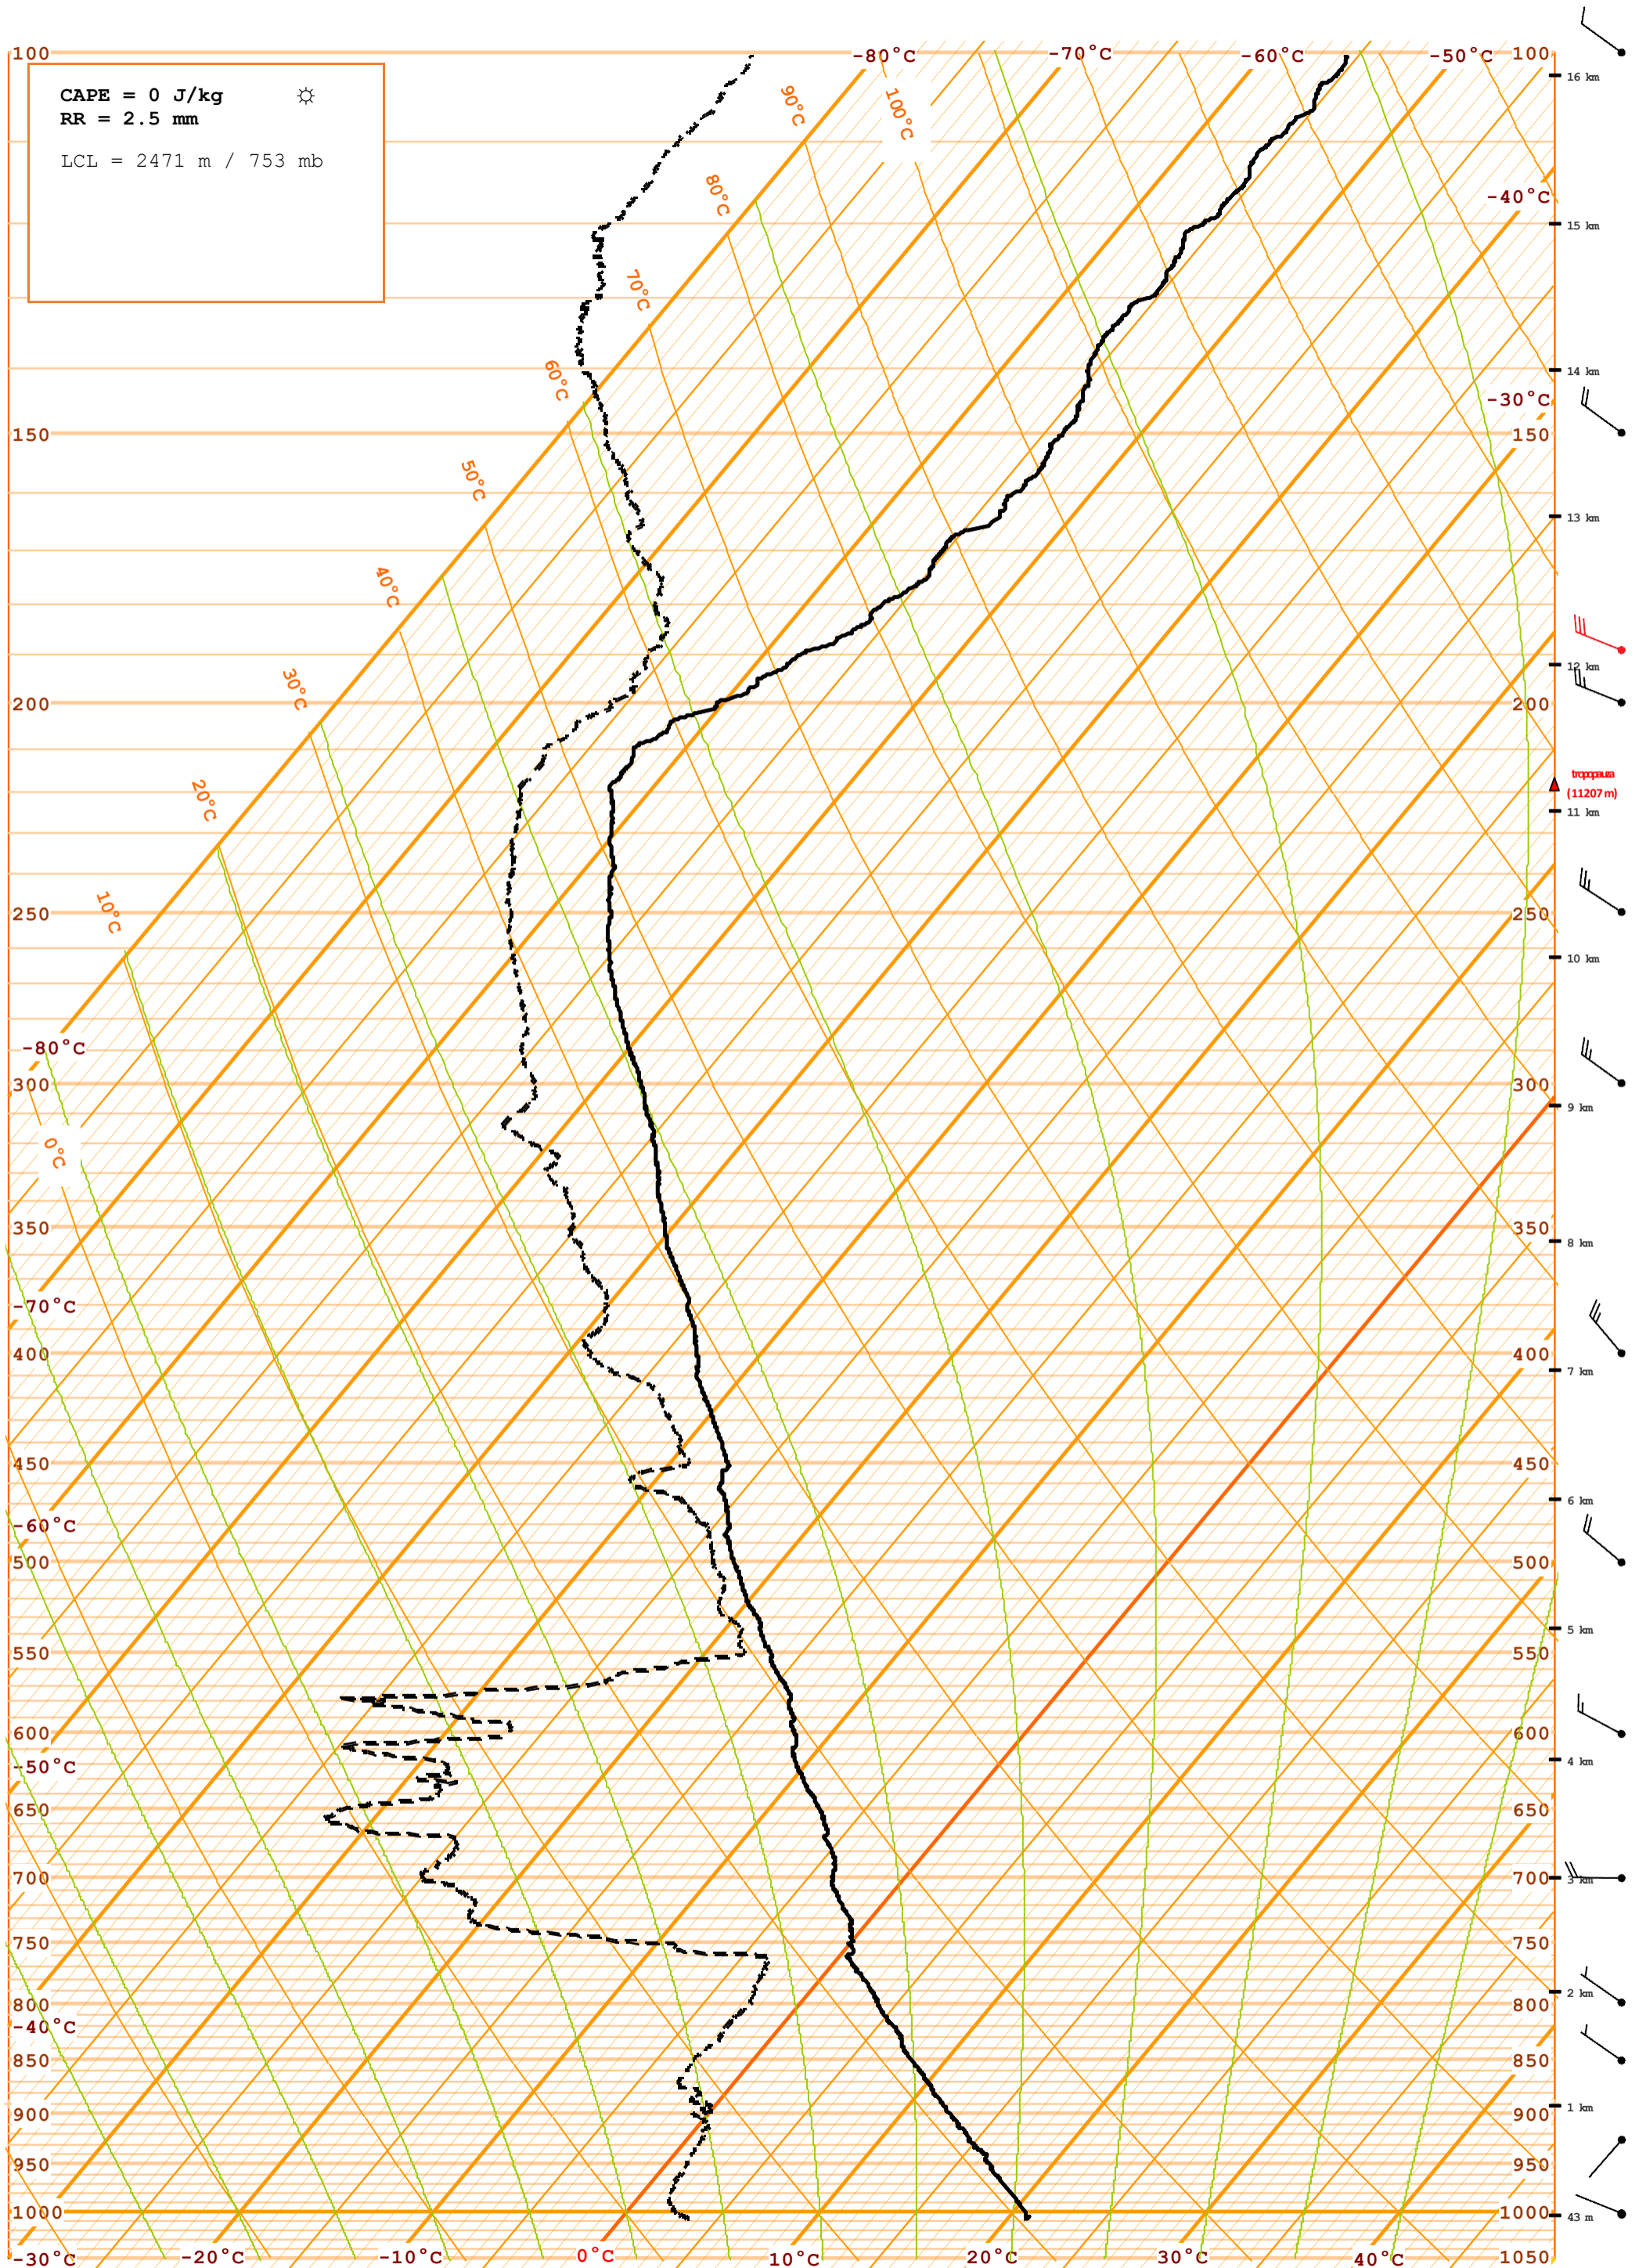 -80°C -70°C -60°C -50°C
100 100
16 km
CAPE = 0 J/kg
RR = 2.5 mm
LCL = 2471 m / 753 mb
90°C 100°C
80°C
-40°C
15 km
70°C
60°C
14 km
-30°C
150 150
50°C
13 km
40°C
12 km
30°C
200 200
tropopauza
(11207 m)
20°C
11 km
10°C
250 250
10 km
-80°C
300 300
9 km
0°C
350 350
8 km
-70°C
400 400
7 km
450 450
6 km
-60°C
500 500
5 km
550 550
600 600
4 km
-50°C
650 650
700 700
3 km
750 750
2 km
800 800
-40°C
850 850
1 km
900 900
950 950
1000 1000
43 m
-30°C -20°C -10°C 0°C 10°C 20°C 30°C 40°C 1050